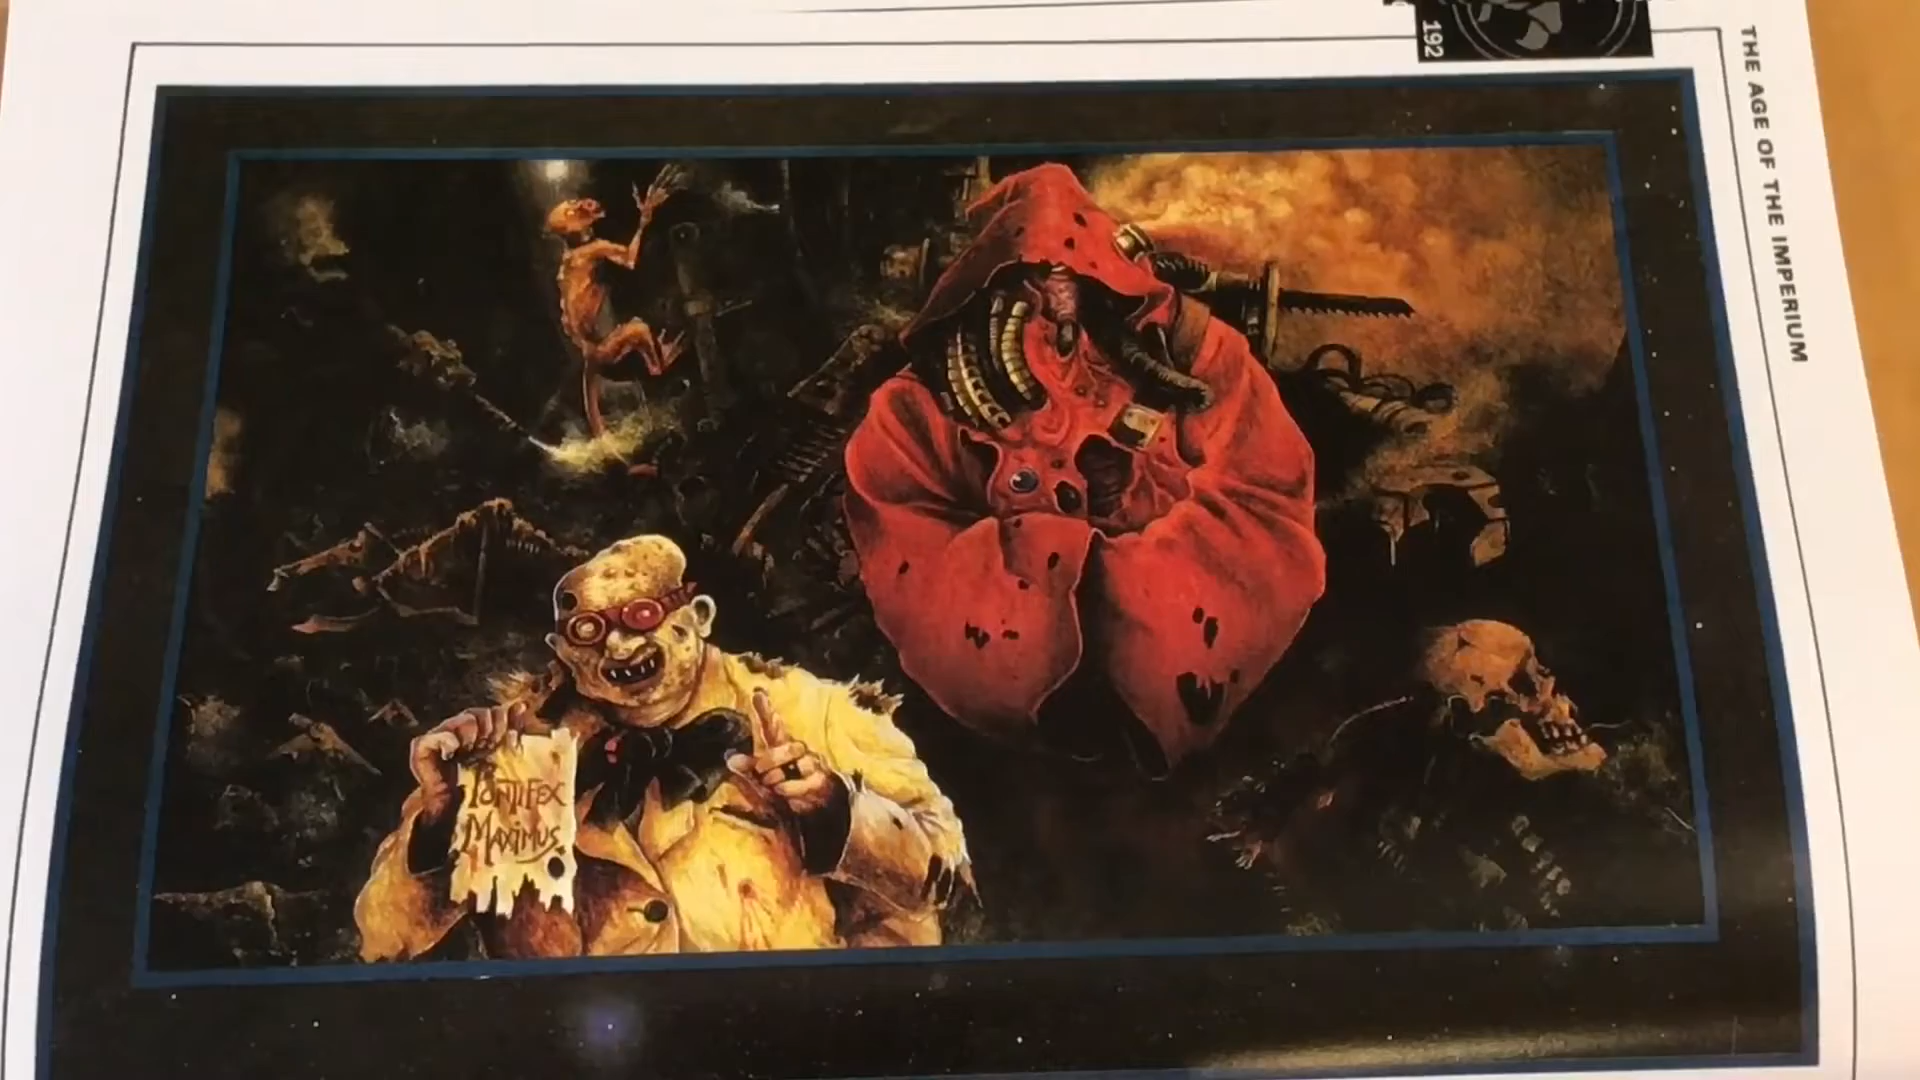 192
THE AGE OF THE IMPERIUM
PONTIFEX
MAXIMUS